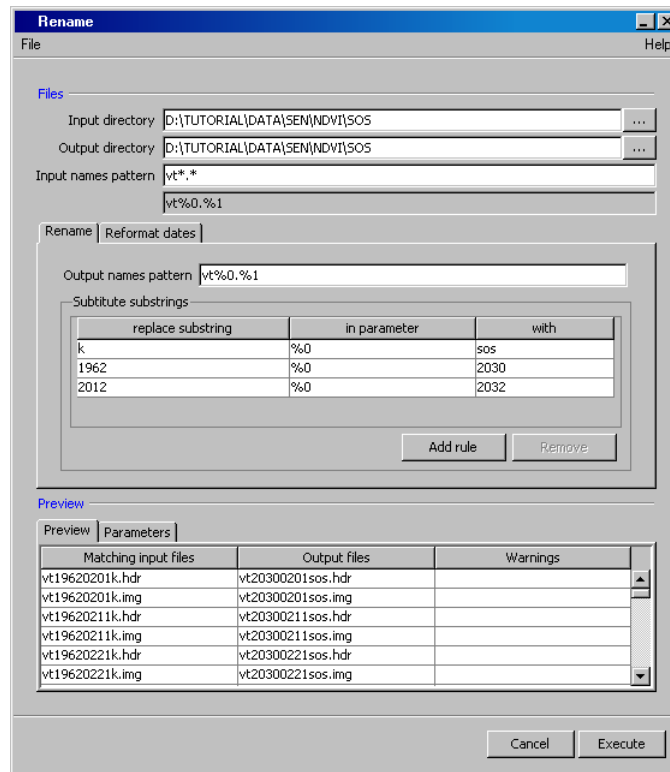 Rename
File Help
Files
Input directory D:\TUTORIAL\DATA\SEN\NDVI\SOS ...
Output directory D:\TUTORIAL\DATA\SEN\NDVI\SOS ...
Input names pattern vt*.*
vt%0.%1
Rename Reformat dates
Output names pattern vt%0.%1
Subtitute substrings
replace substring in parameter with
k %0 sos
1962 %0 2030
2012 %0 2032
Add rule Remove
Preview
Preview Parameters
Matching input files Output files Warnings
vt19620201k.hdr vt20300201sos.hdr
vt19620201k.img vt20300201sos.img
vt19620211k.hdr vt20300211sos.hdr
vt19620211k.img vt20300211sos.img
vt19620221k.hdr vt20300221sos.hdr
vt19620221k.img vt20300221sos.img
Cancel Execute